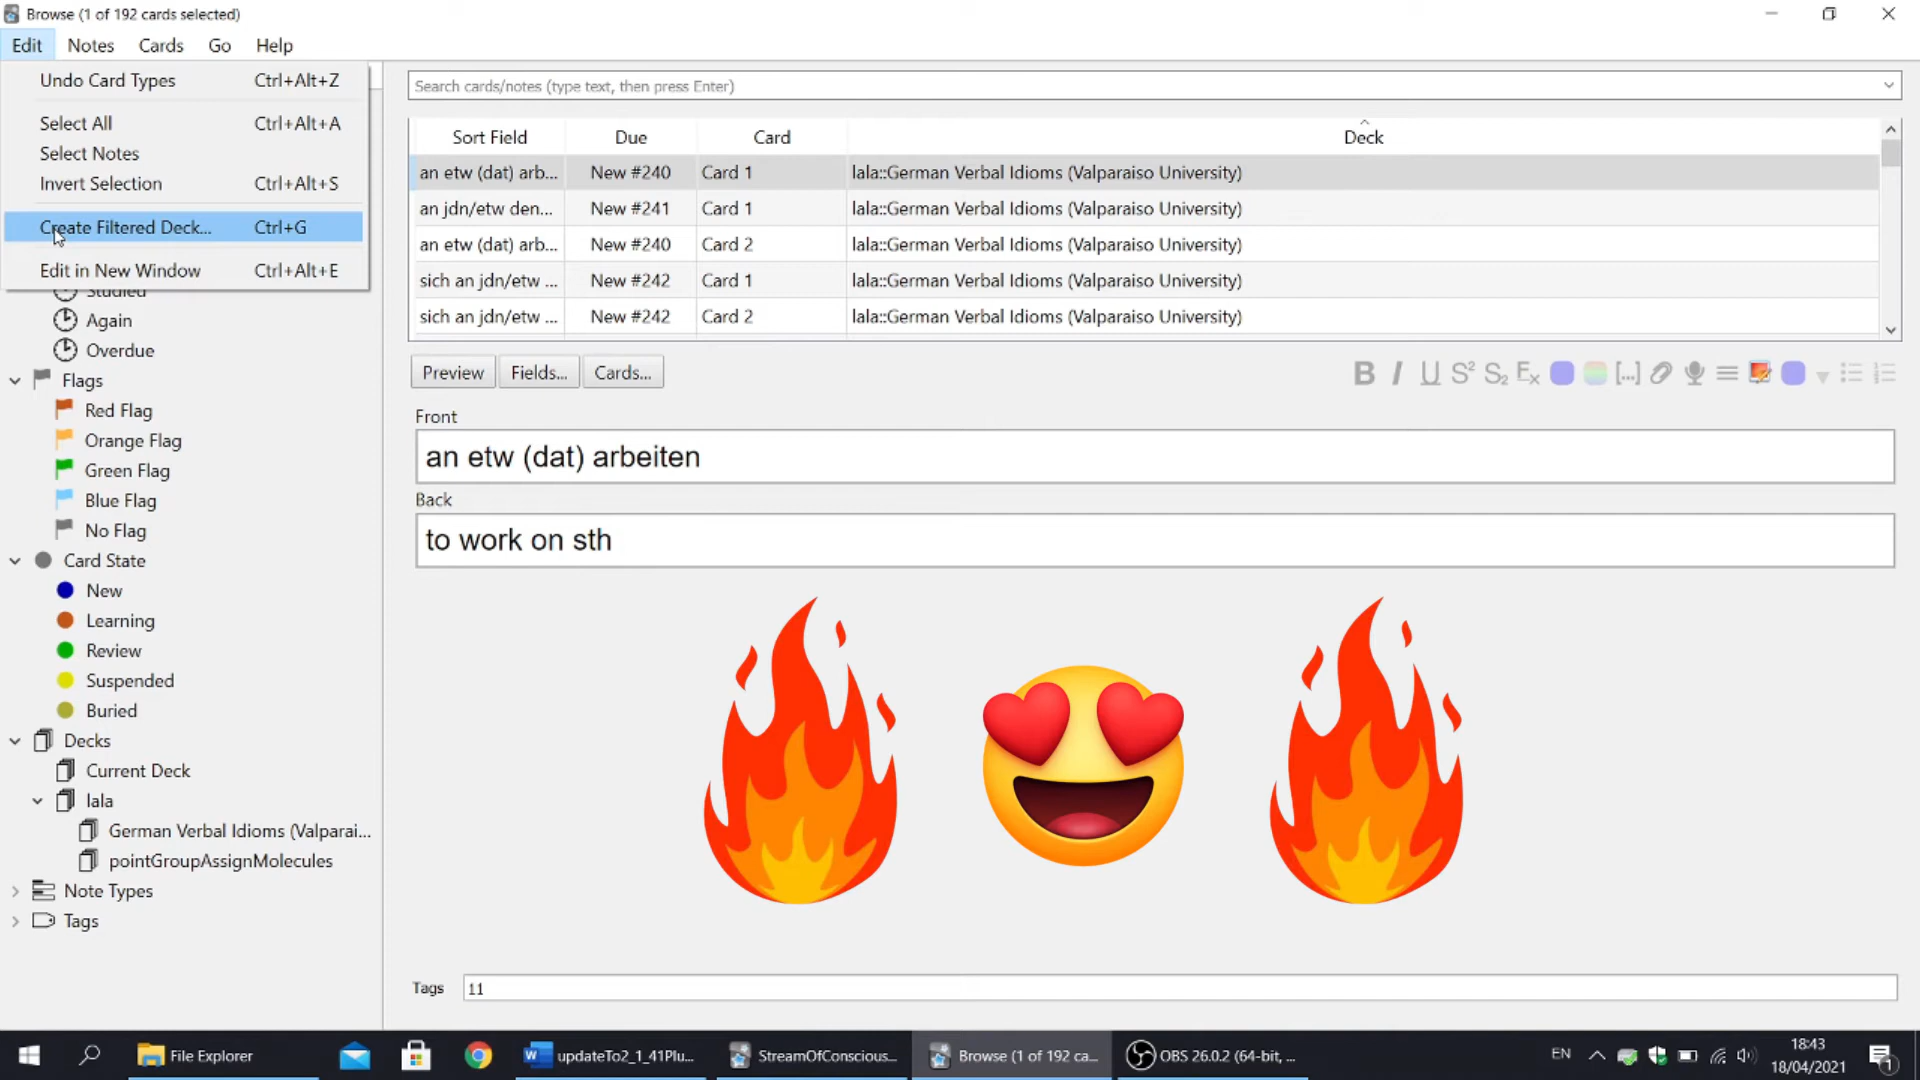 Browse (1 of 192 cards selected)
Edit Notes Cards Go Help
Undo Card Types Ctrl+Alt+Z
Select All Ctrl+Alt+A
Select Notes
Invert Selection Ctrl+Alt+S
Create Filtered Deck... Ctrl+G
Edit in New Window Ctrl+Alt+E
Studied
Again
Overdue
Flags
Red Flag
Orange Flag
Green Flag
Blue Flag
No Flag
Card State
New
Learning
Review
Suspended
Buried
Decks
Current Deck
lala
German Verbal Idioms (Valparai...
pointGroupAssignMolecules
Note Types
Tags
Search cards/notes (type text, then press Enter)
Sort Field Due Card Deck
an etw (dat) arb... New #240 Card 1 lala::German Verbal Idioms (Valparaiso University)
an jdn/etw den... New #241 Card 1 lala::German Verbal Idioms (Valparaiso University)
an etw (dat) arb... New #240 Card 2 lala::German Verbal Idioms (Valparaiso University)
sich an jdn/etw ... New #242 Card 1 lala::German Verbal Idioms (Valparaiso University)
sich an jdn/etw ... New #242 Card 2 lala::German Verbal Idioms (Valparaiso University)
Preview Fields... Cards...
Front
an etw (dat) arbeiten
Back
to work on sth
Tags 11
File Explorer updateTo2_1_41Plu... StreamOfConscious... Browse (1 of 192 ca... OBS 26.0.2 (64-bit, ... EN 18:43
18/04/2021